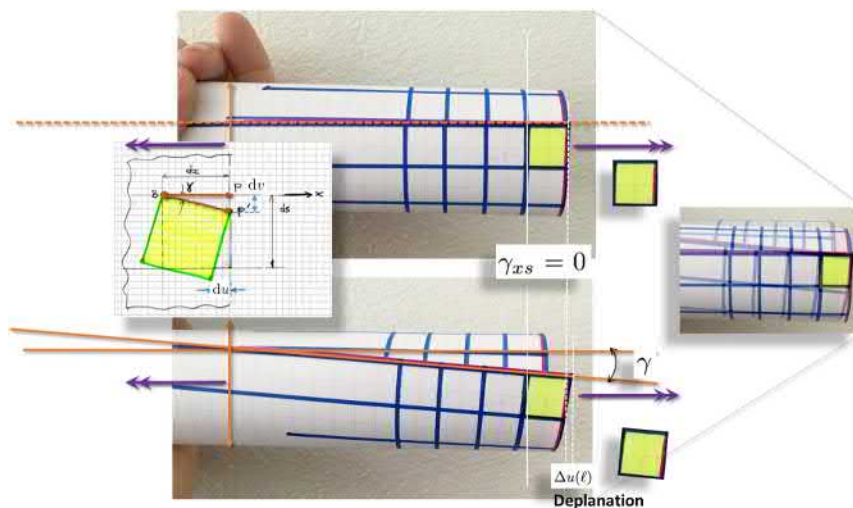 dx
γ
p dv
x
p'
ds
du
γxs = 0
γ
Δu(ℓ)
Deplanation